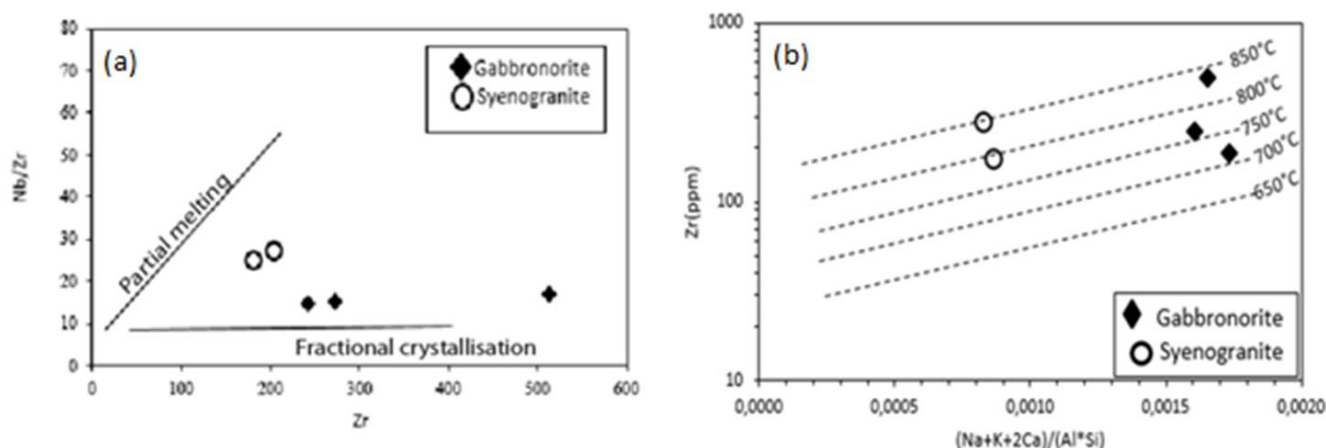 (a)
80
70
60
50
40
30
20
10
0
Nb/Zr
Gabbronorite
Syenogranite
Partial melting
Fractional crystallisation
0 100 200 300 400 500 600
Zr
(b)
1000
100
10
Zr(ppm)
850°C
800°C
750°C
700°C
650°C
Gabbronorite
Syenogranite
0,0000 0,0005 0,0010 0,0015 0,0020
(Na+K+2Ca)/(Al*Si)